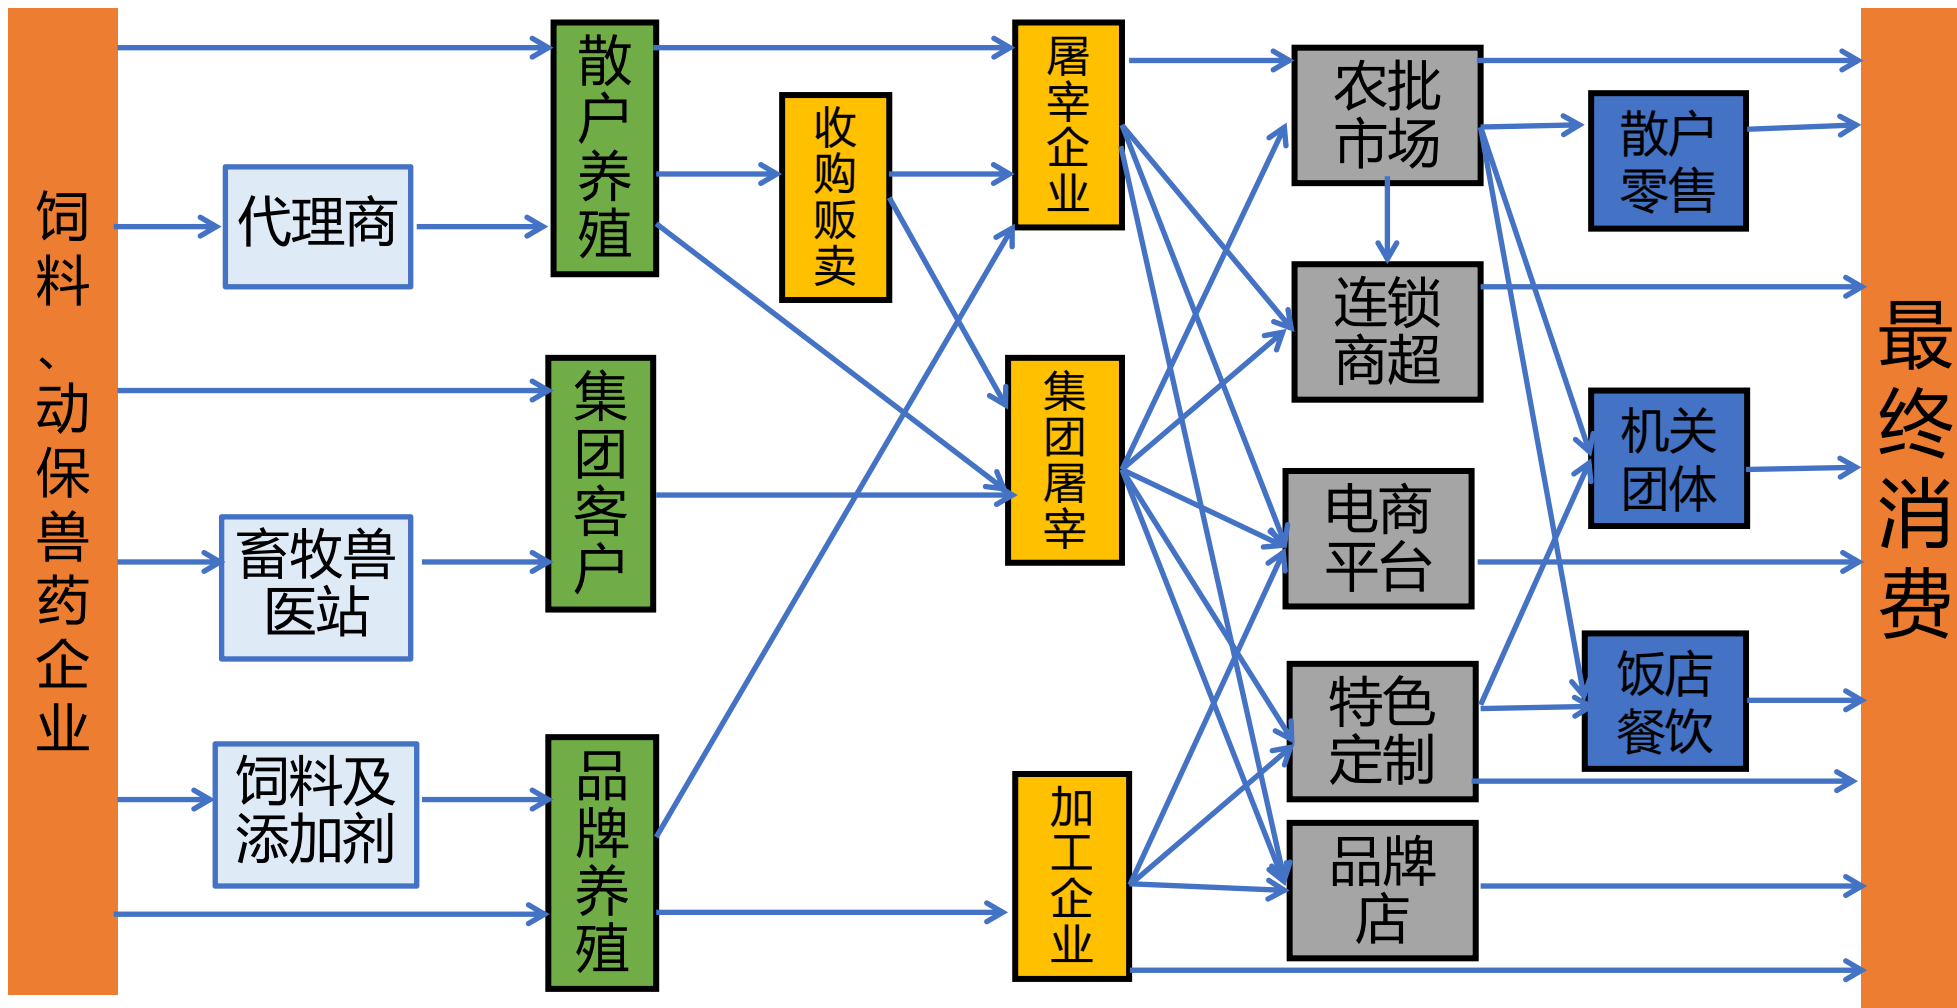 饲料、动保兽药企业
代理商
畜牧兽
医站
饲料及
添加剂
散户养殖
集团客户
品牌养殖
收购贩卖
屠宰企业
集团屠宰
加工企业
农批
市场
连锁
商超
电商
平台
特色
定制
品牌
店
散户
零售
机关
团体
饭店
餐饮
最终消费